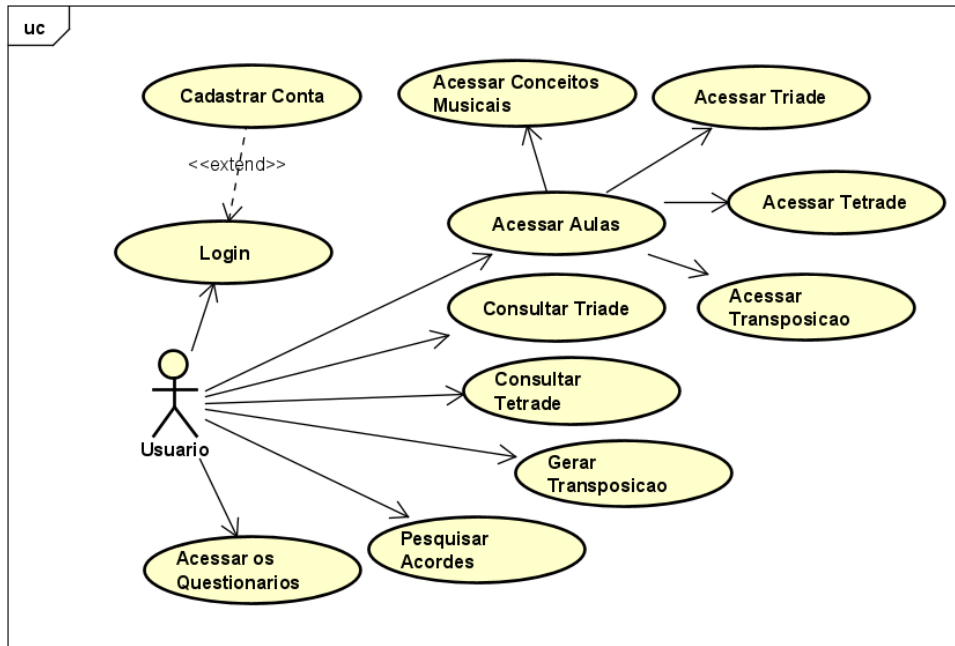 uc
Cadastrar Conta
<<extend>>
Login
Acessar Conceitos
Musicais
Acessar Triade
Acessar Aulas
Acessar Tetrade
Acessar
Transposicao
Consultar Triade
Consultar
Tetrade
Usuario
Gerar
Transposicao
Pesquisar
Acordes
Acessar os
Questionarios